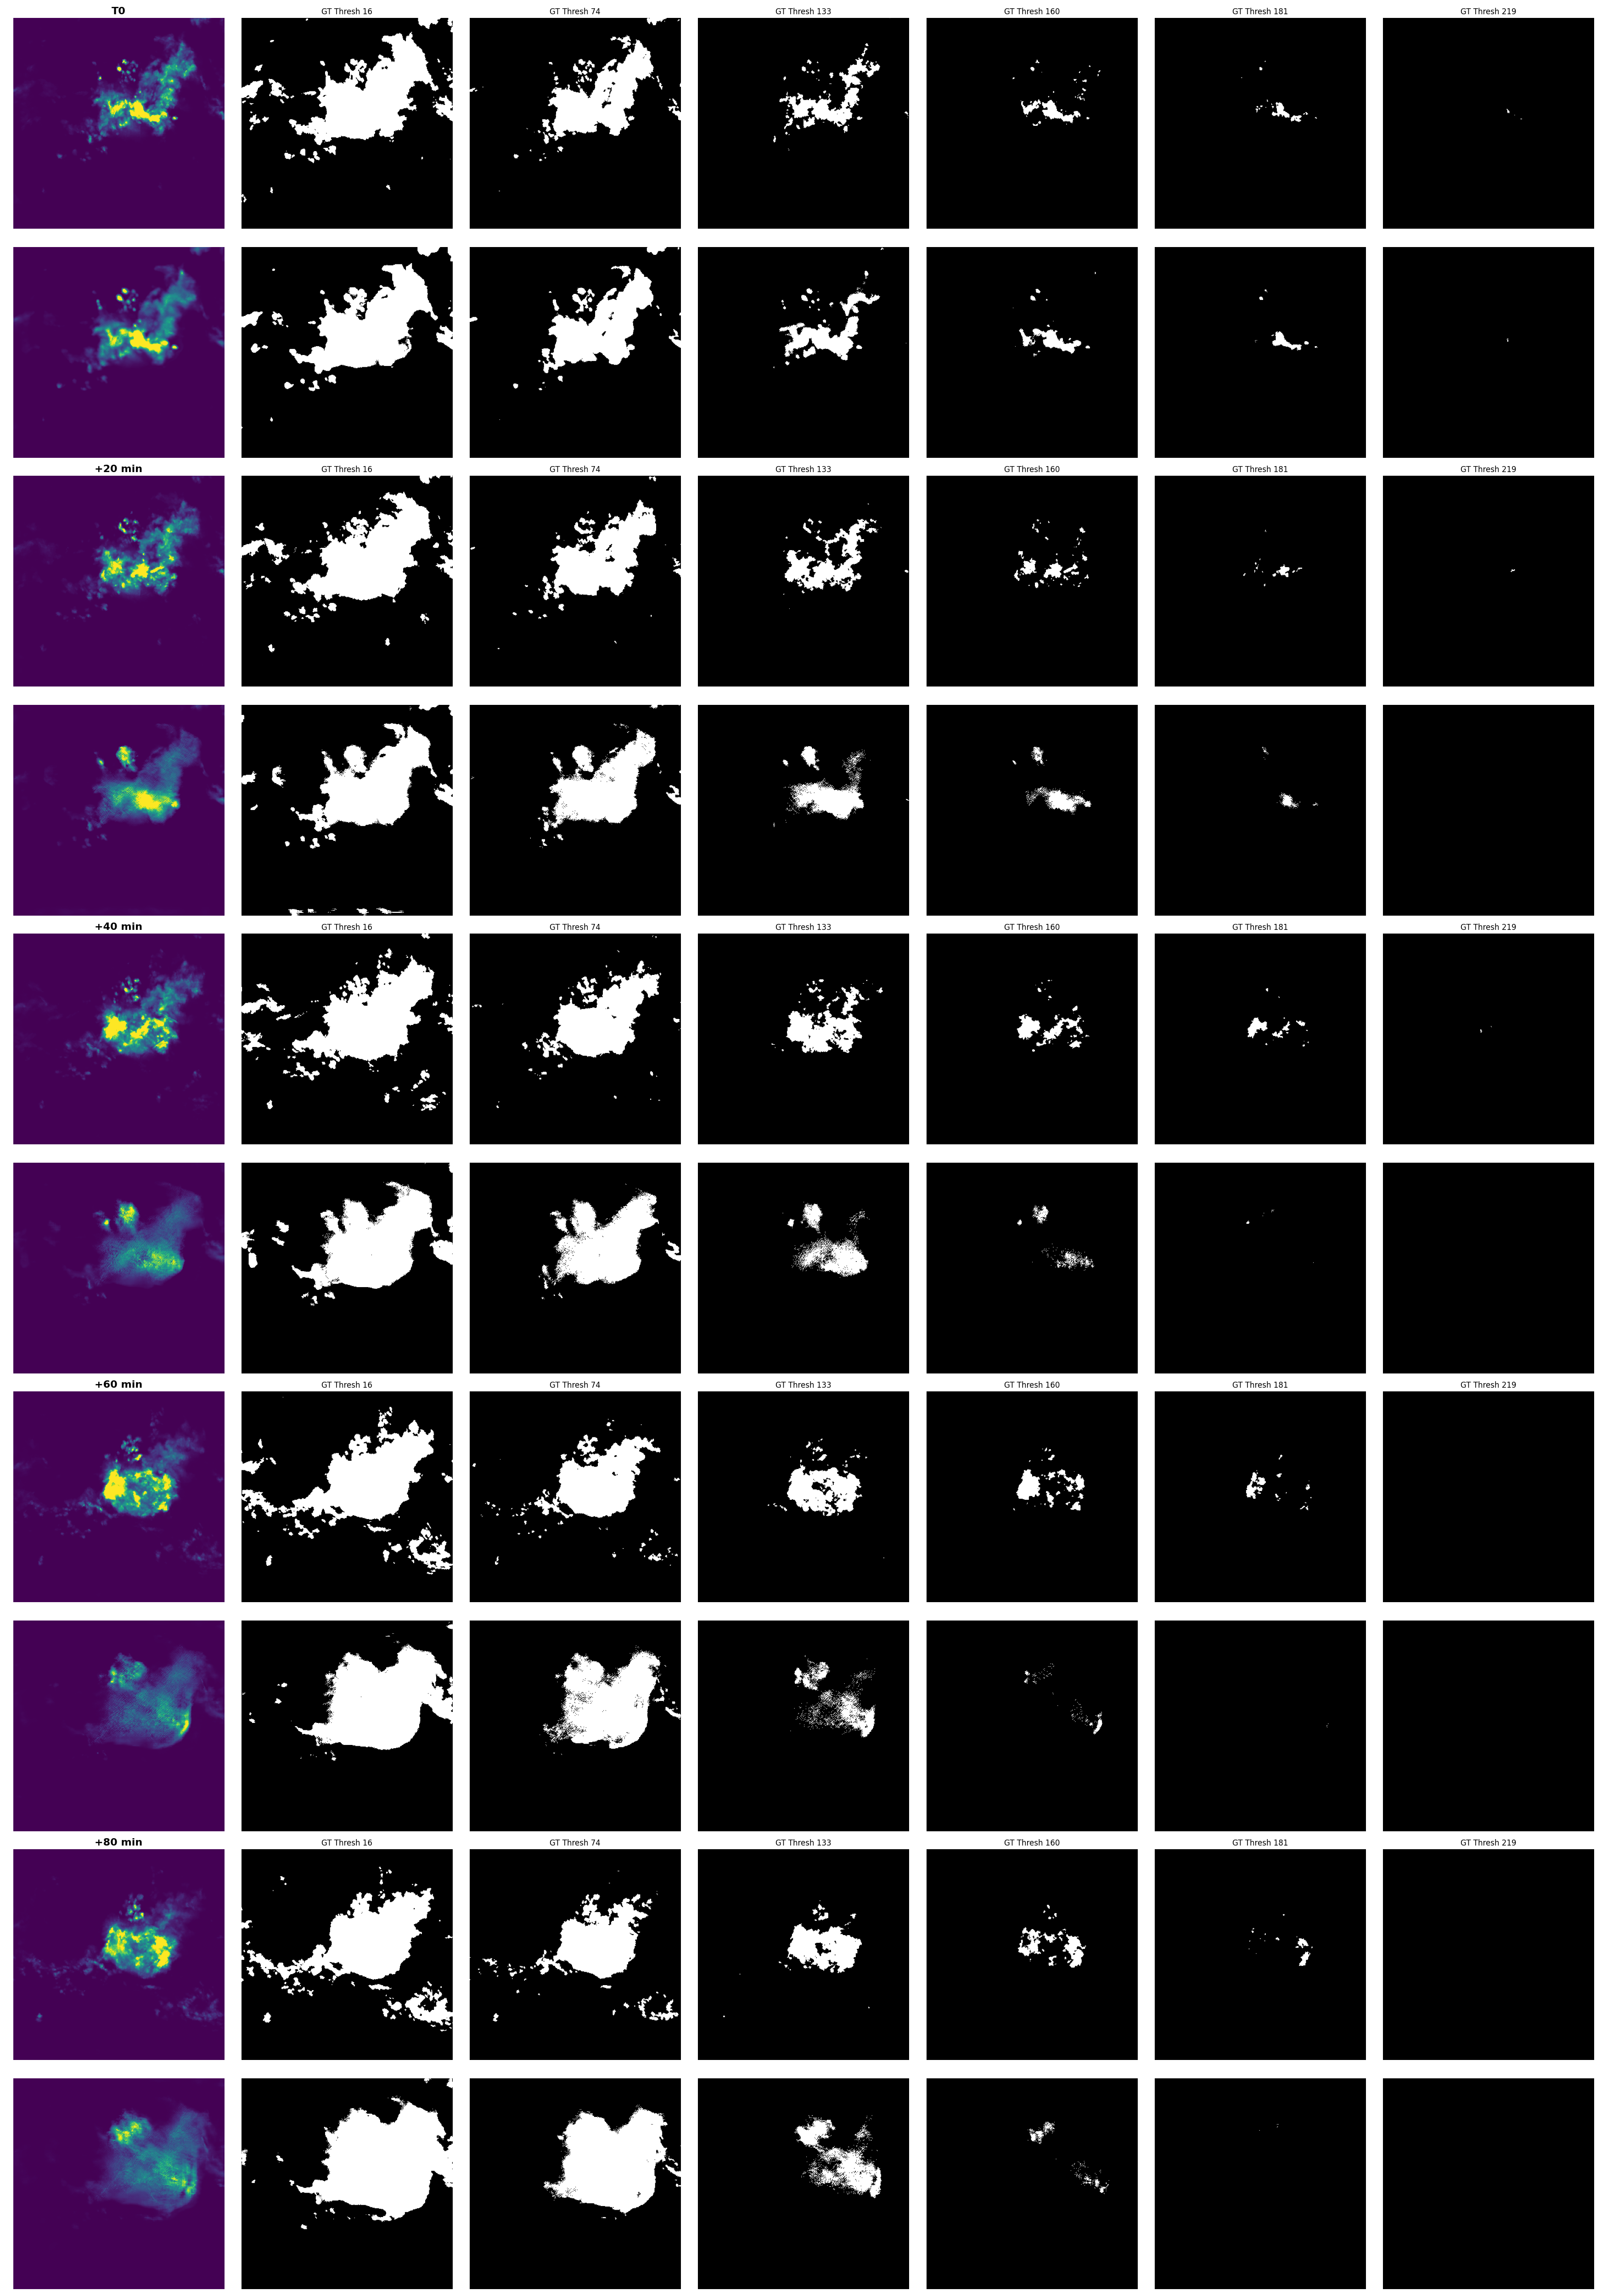 T0 GT Thresh 16 GT Thresh 74 GT Thresh 133 GT Thresh 160 GT Thresh 181 GT Thresh 219
+20 min GT Thresh 16 GT Thresh 74 GT Thresh 133 GT Thresh 160 GT Thresh 181 GT Thresh 219
+40 min GT Thresh 16 GT Thresh 74 GT Thresh 133 GT Thresh 160 GT Thresh 181 GT Thresh 219
+60 min GT Thresh 16 GT Thresh 74 GT Thresh 133 GT Thresh 160 GT Thresh 181 GT Thresh 219
+80 min GT Thresh 16 GT Thresh 74 GT Thresh 133 GT Thresh 160 GT Thresh 181 GT Thresh 219